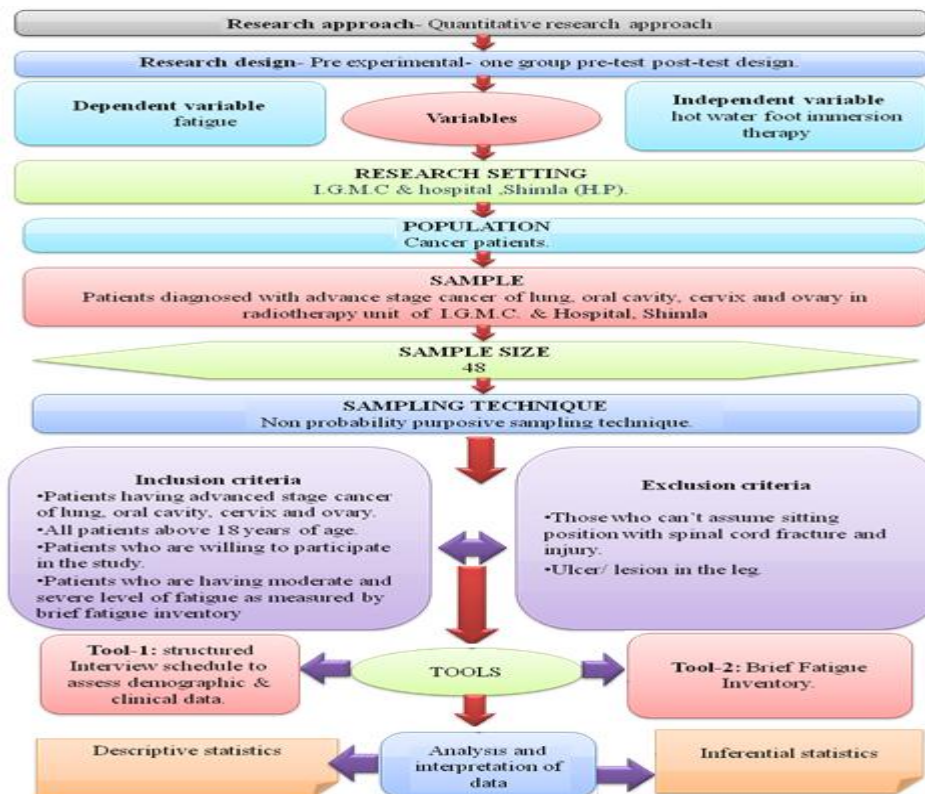 Research approach- Quantitative research approach
Research design- Pre experimental- one group pre-test post-test design.
Dependent variable
fatigue
Variables
Independent variable
hot water foot immersion
therapy
RESEARCH SETTING
I.G.M.C & hospital ,Shimla (H.P).
POPULATION
Cancer patients.
SAMPLE
Patients diagnosed with advance stage cancer of lung, oral cavity, cervix and ovary in
radiotherapy unit of I.G.M.C. & Hospital, Shimla
SAMPLE SIZE
48
SAMPLING TECHNIQUE
Non probability purposive sampling technique.
Inclusion criteria
•Patients having advanced stage cancer
of lung, oral cavity, cervix and ovary.
•All patients above 18 years of age.
•Patients who are willing to participate
in the study.
•Patients who are having moderate and
severe level of fatigue as measured by
brief fatigue inventory
Exclusion criteria
•Those who can`t assume sitting
position with spinal cord fracture and
injury.
•Ulcer/ lesion in the leg.
Tool-1: structured
Interview schedule to
assess demographic &
clinical data.
TOOLS
Tool-2: Brief Fatigue
Inventory.
Descriptive statistics
Analysis and
interpretation of
data
Inferential statistics